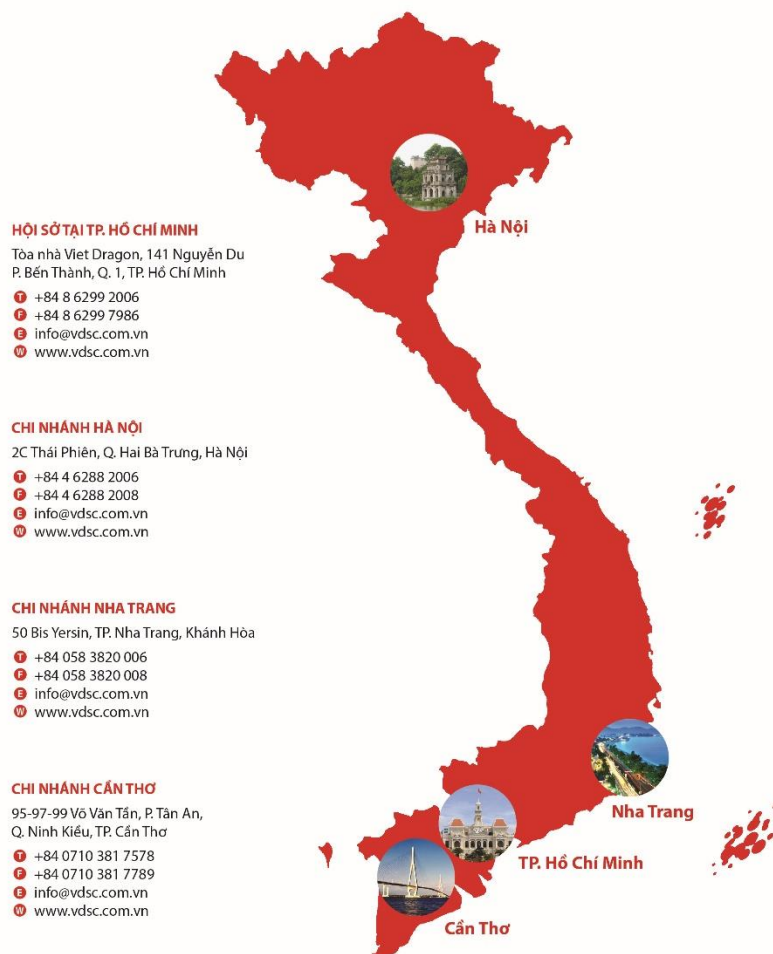 HỘI SỞ TẠI TP. HỒ CHÍ MINH
Tòa nhà Viet Dragon, 141 Nguyễn Du
P. Bến Thành, Q. 1, TP. Hồ Chí Minh
T +84 8 6299 2006
F +84 8 6299 7986
E info@vdsc.com.vn
W www.vdsc.com.vn
CHI NHÁNH HÀ NỘI
2C Thái Phiên, Q. Hai Bà Trưng, Hà Nội
T +84 4 6288 2006
F +84 4 6288 2008
E info@vdsc.com.vn
W www.vdsc.com.vn
CHI NHÁNH NHA TRANG
50 Bis Yersin, TP. Nha Trang, Khánh Hòa
T +84 058 3820 006
F +84 058 3820 008
E info@vdsc.com.vn
W www.vdsc.com.vn
CHI NHÁNH CẦN THƠ
95-97-99 Võ Văn Tần, P. Tân An,
Q. Ninh Kiều, TP. Cần Thơ
T +84 0710 381 7578
F +84 0710 381 7789
E info@vdsc.com.vn
W www.vdsc.com.vn
Hà Nội
Nha Trang
TP. Hồ Chí Minh
Cần Thơ